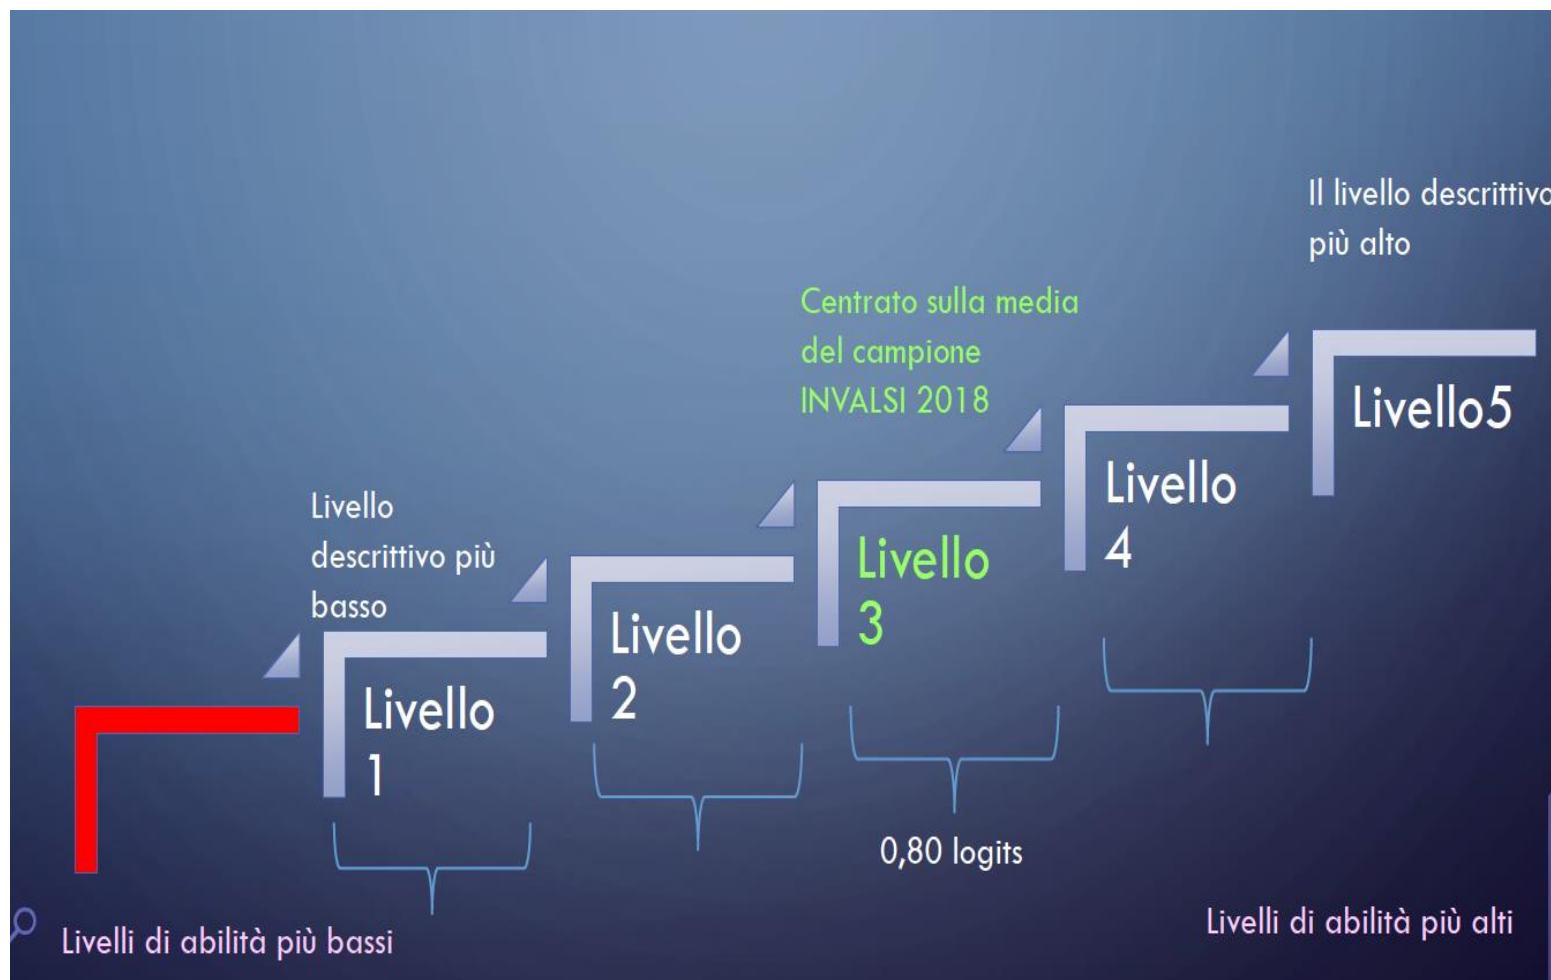 Il livello descrittivo
più alto
Centrato sulla media
del campione
INVALSI 2018
Livello5
Livello
4
Livello
descrittivo più
basso
Livello
3
Livello
2
Livello
1
0,80 logits
Livelli di abilità più alti
Livelli di abilità più bassi